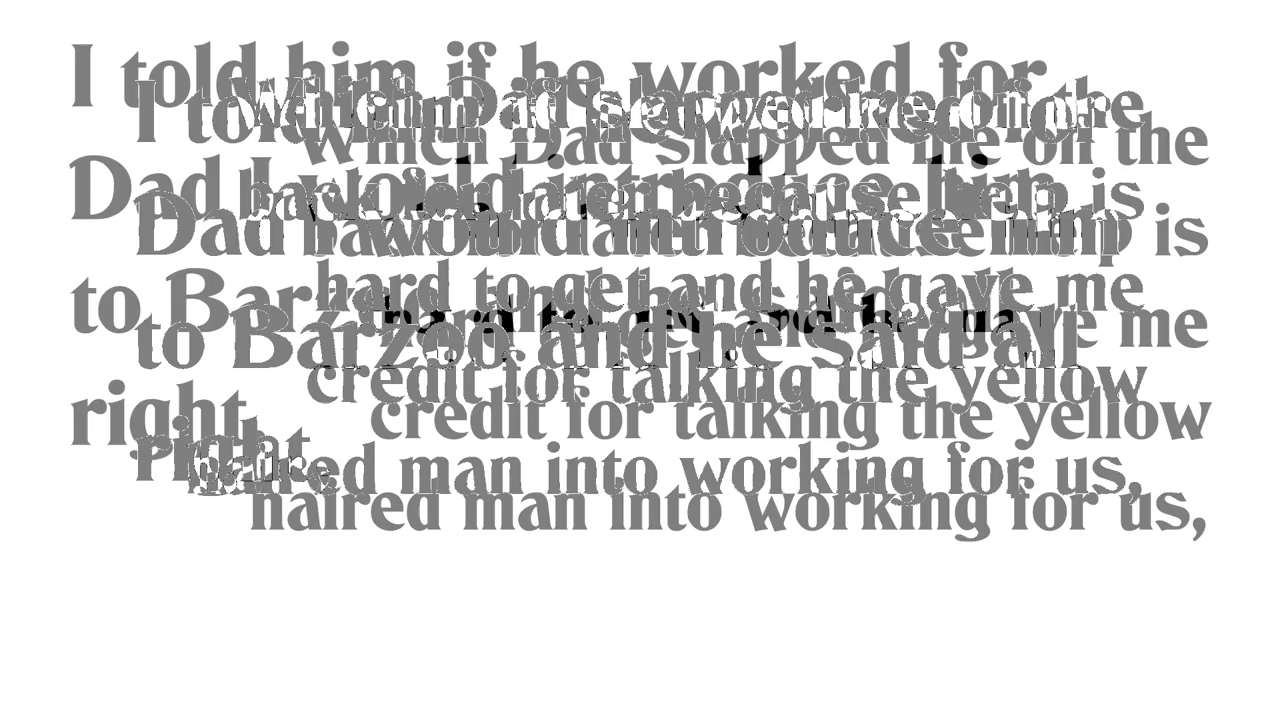 I told him if he worked for
Dad I would introduce him
to Barzoo and he said all
right
Which Dad slapped me on the
back for later because help is
hard to get and he gave me
credit for talking the yellow
haired man into working for us,